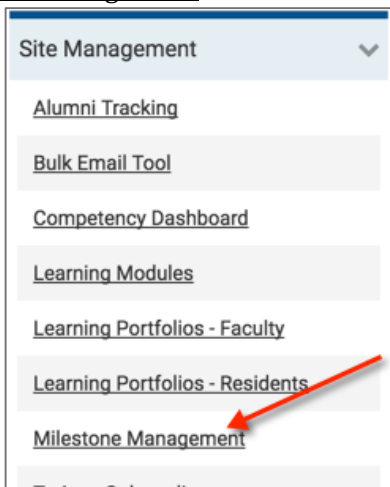 Site Management
Alumni Tracking
Bulk Email Tool
Competency Dashboard
Learning Modules
Learning Portfolios - Faculty
Learning Portfolios - Residents
Milestone Management